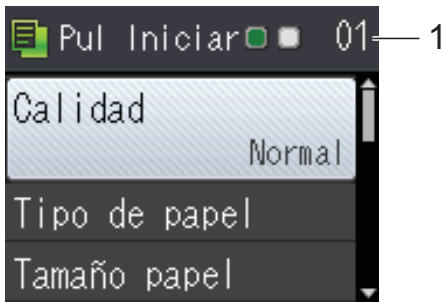 Pul Iniciar 01 1
Calidad
Normal
Tipo de papel
Tamaño papel